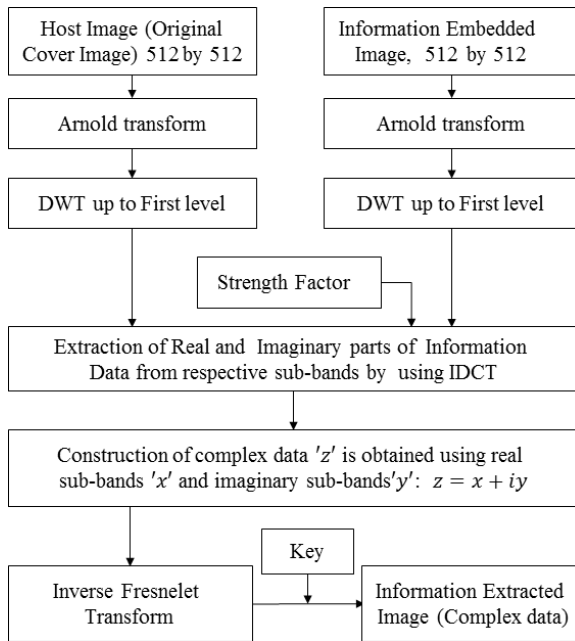 Host Image (Original
Cover Image) 512 by 512
Information Embedded
Image, 512 by 512
Arnold transform
Arnold transform
DWT up to First level
DWT up to First level
Strength Factor
Extraction of Real and Imaginary parts of Information
Data from respective sub-bands by using IDCT
Construction of complex data 'z' is obtained using real
sub-bands 'x' and imaginary sub-bands'y': z = x + iy
Key
Inverse Fresnelet
Transform
Information Extracted
Image (Complex data)